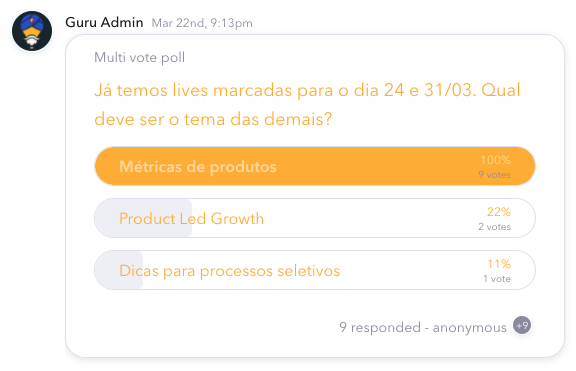 Guru Admin Mar 22nd, 9:13pm
Multi vote poll
Já temos lives marcadas para o dia 24 e 31/03. Qual
deve ser o tema das demais?
Métricas de produtos 100%
9 votes
Product Led Growth 22%
2 votes
Dicas para processos seletivos 11%
1 vote
9 responded - anonymous +9